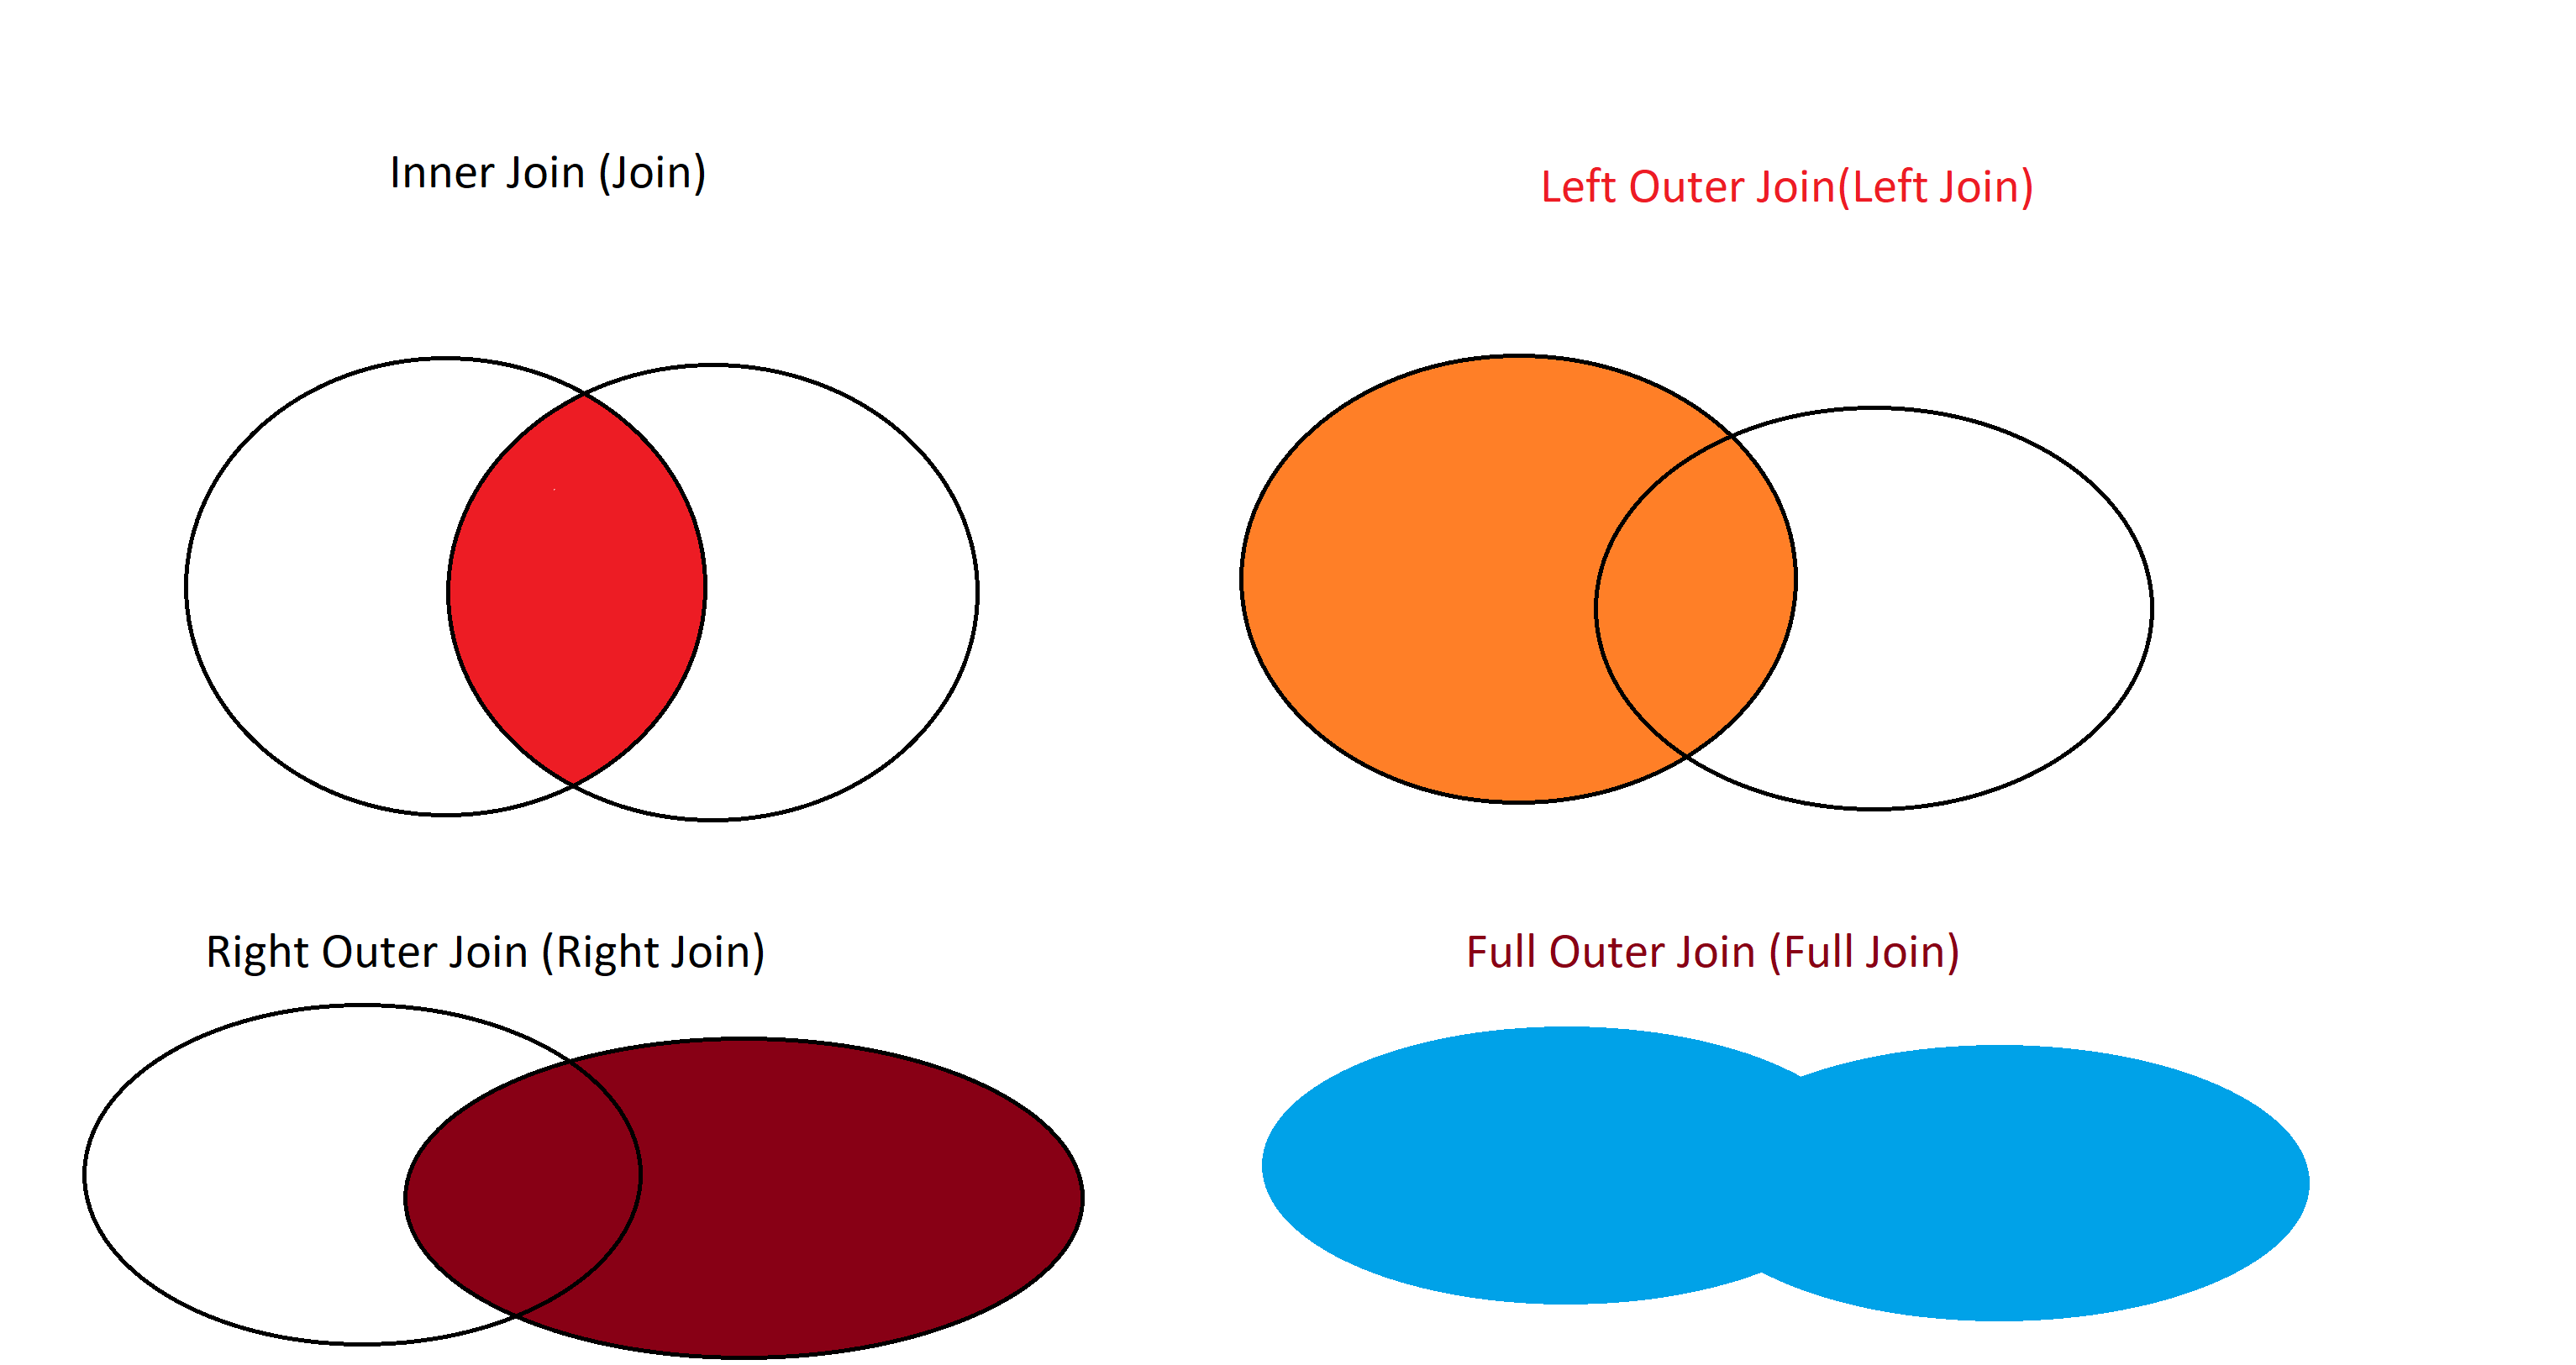 Inner Join (Join)
Left Outer Join(Left Join)
Right Outer Join (Right Join)
Full Outer Join (Full Join)